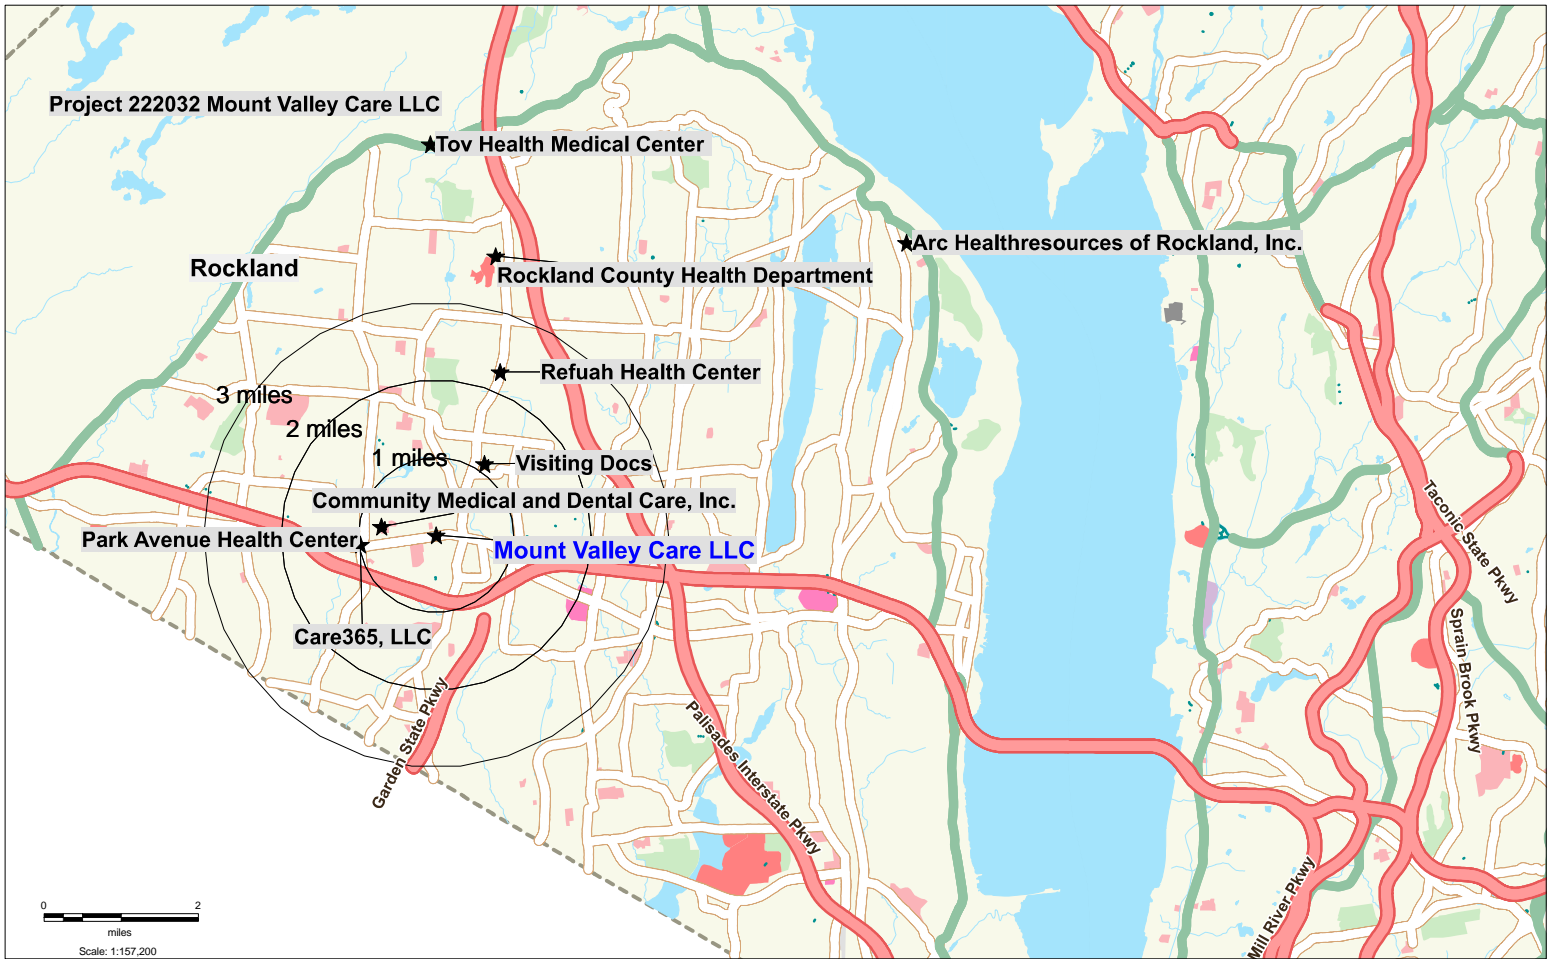 Project 222032 Mount Valley Care LLC
Tov Health Medical Center
Arc Healthresources of Rockland, Inc.
Rockland
Rockland County Health Department
Refuah Health Center
3 miles
2 miles
1 miles
Visiting Docs
Community Medical and Dental Care, Inc.
Park Avenue Health Center
Mount Valley Care LLC
Care365, LLC
Garden State Pkwy
Palisades Interstate Pkwy
Taconic State Pkwy
Sprain Brook Pkwy
Mill River Pkwy
0 2
miles
Scale: 1:157,200